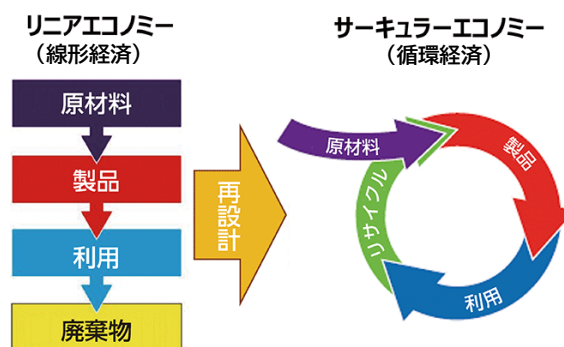 リニアエコノミー
（線形経済）
原材料
製品
利用
廃棄物
再設計
サーキュラーエコノミー
（循環経済）
原材料
製品
利用
リサイクル